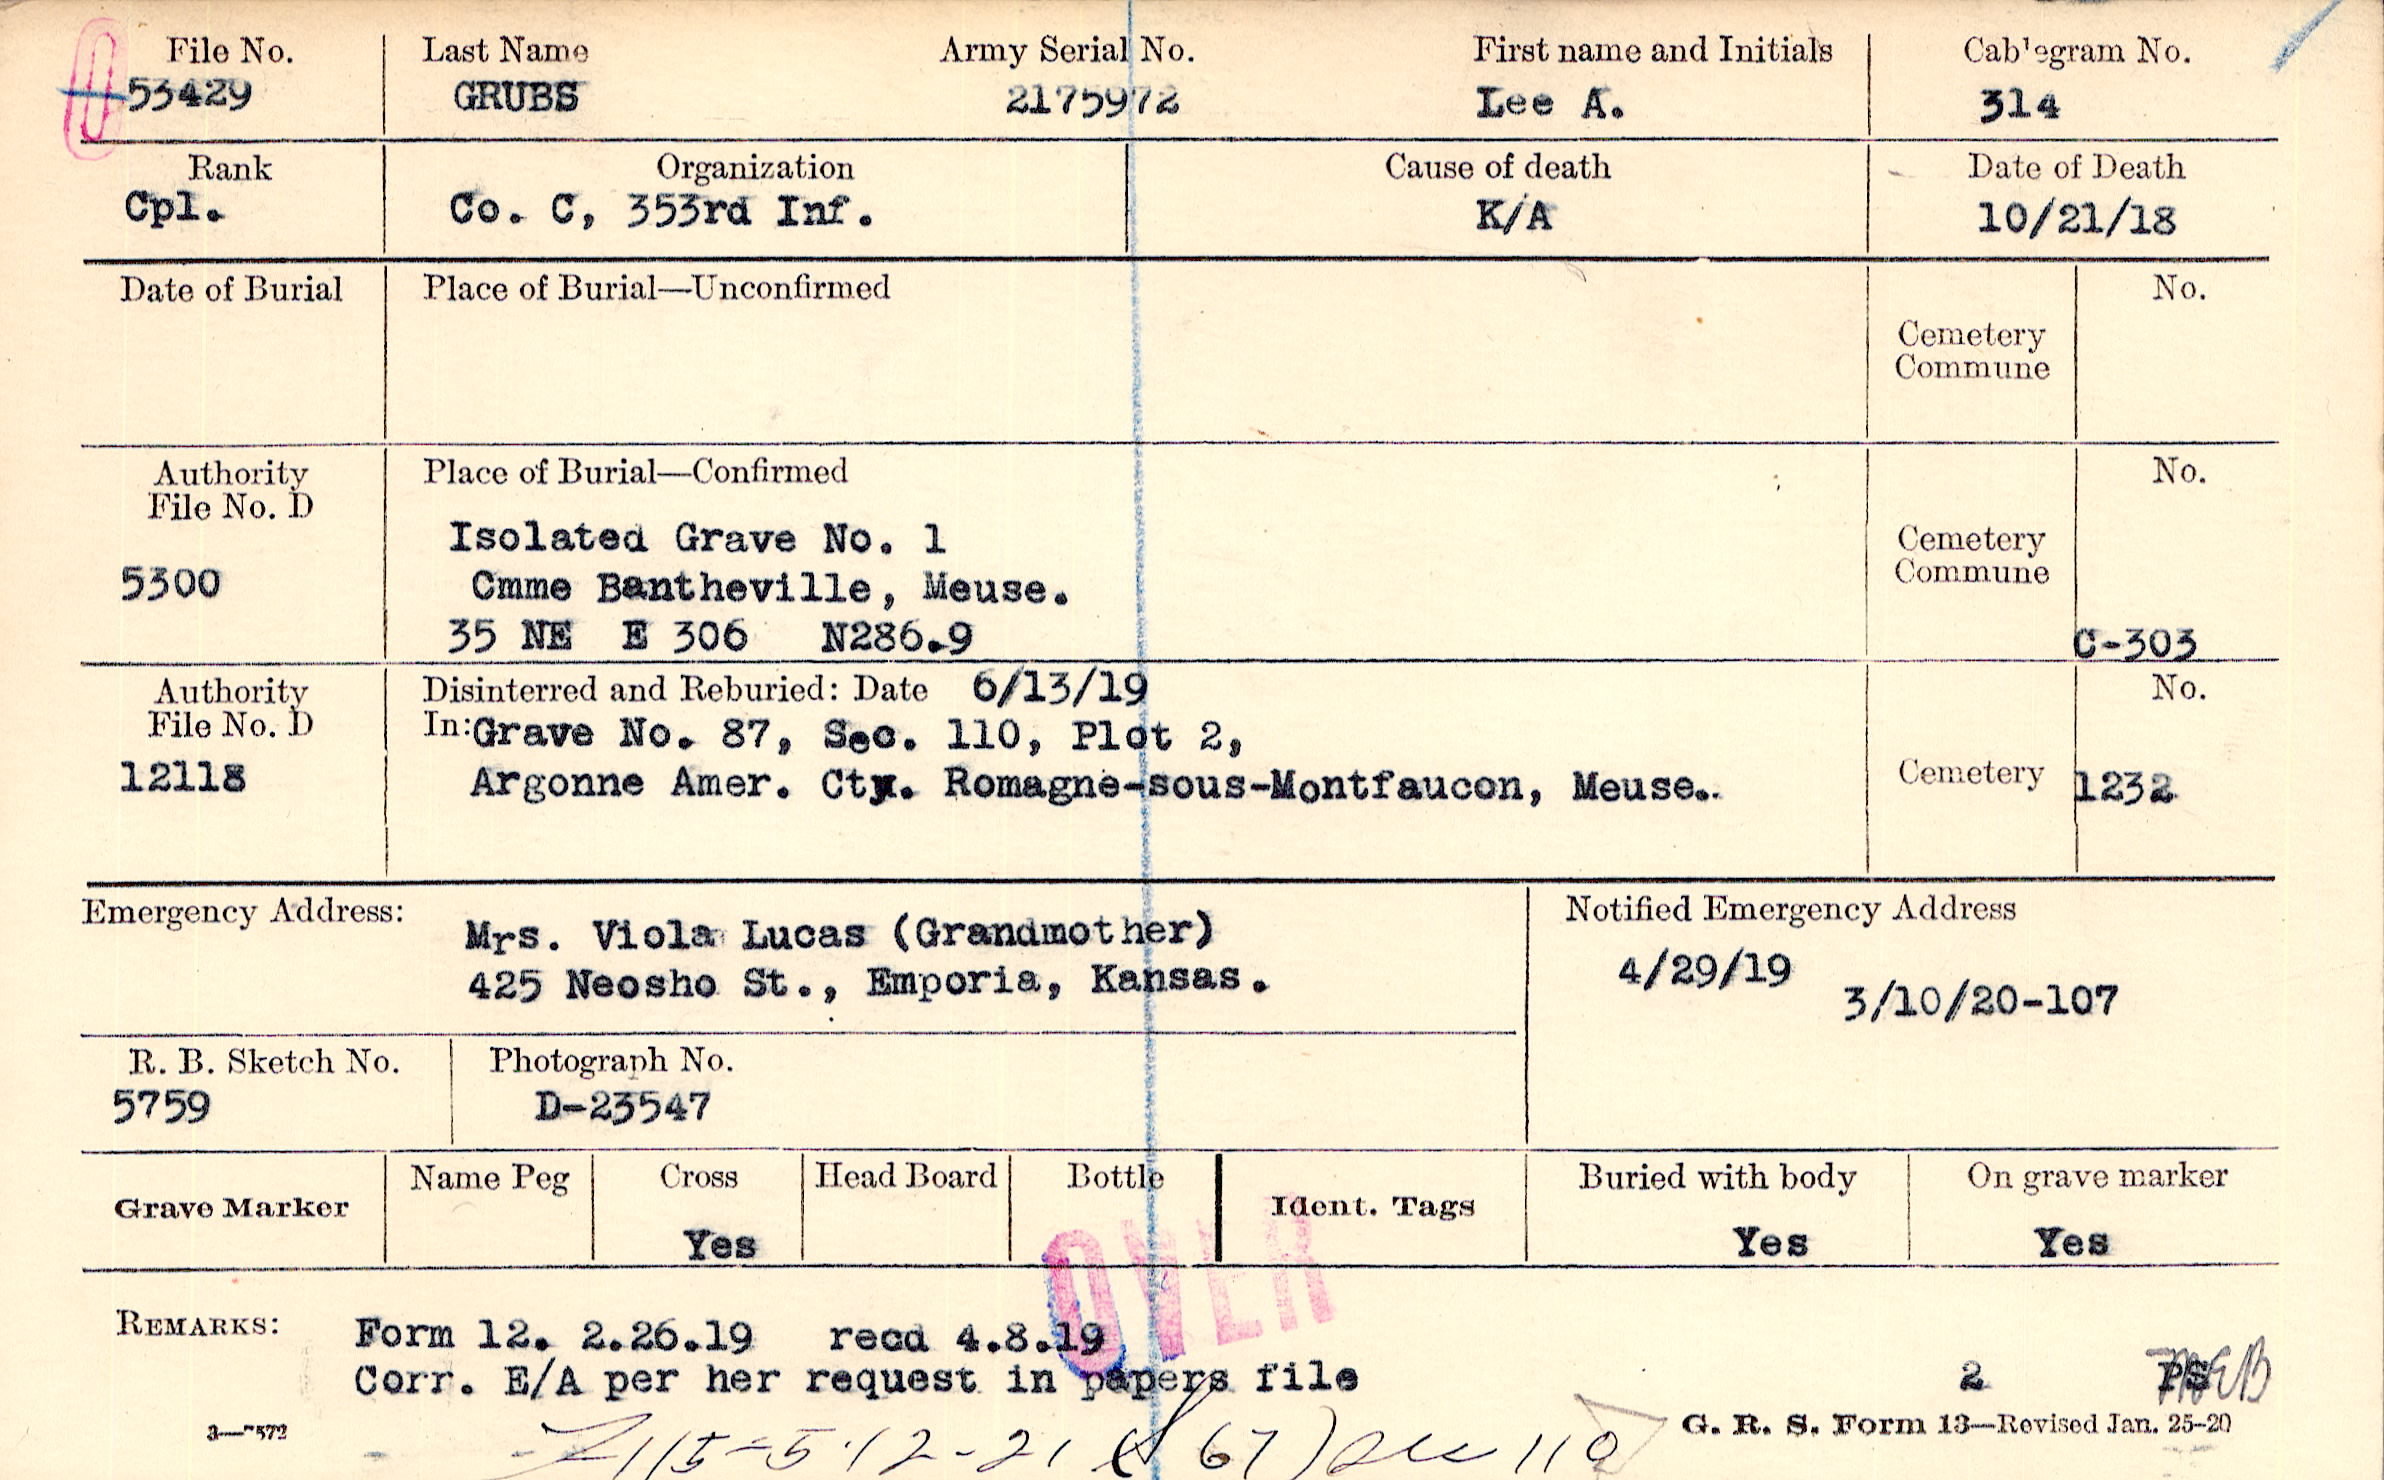 File No. Last Name Army Serial No. First name and Initials Cablegram No.
53429 GRUBS 2175972 Lee A. 314
Rank Organization Cause of death Date of Death
Cpl. Co. C, 353rd Inf. K/A 10/21/18
Date of Burial Place of Burial—Unconfirmed No.
Cemetery
Commune
Authority Place of Burial—Confirmed No.
File No. D
Isolated Grave No. 1 Cemetery
5300 Cmme Bantheville, Meuse. Commune
35 NE E 306 N286.9 C-303
Authority Disinterred and Reburied: Date 6/13/19 No.
File No. D In: Grave No. 87, Sec. 110, Plot 2,
12118 Argonne Amer. Cty. Romagne-sous-Montfaucon, Meuse. Cemetery 1232
Emergency Address: Notified Emergency Address
Mrs. Viola Lucas (Grandmother)
425 Neosho St., Emporia, Kansas. 4/29/19
3/10/20-107
R. B. Sketch No. Photograph No.
5759 D-23547
Name Peg Cross Head Board Bottle Buried with body On grave marker
Grave Marker Ident. Tags
Yes Yes Yes
OVER
REMARKS: Form 12. 2.26.19 recd 4.8.19
Corr. E/A per her request in papers file 2 PS
G. R. S. Form 13—Revised Jan. 25-20
5-12-21 67) 110